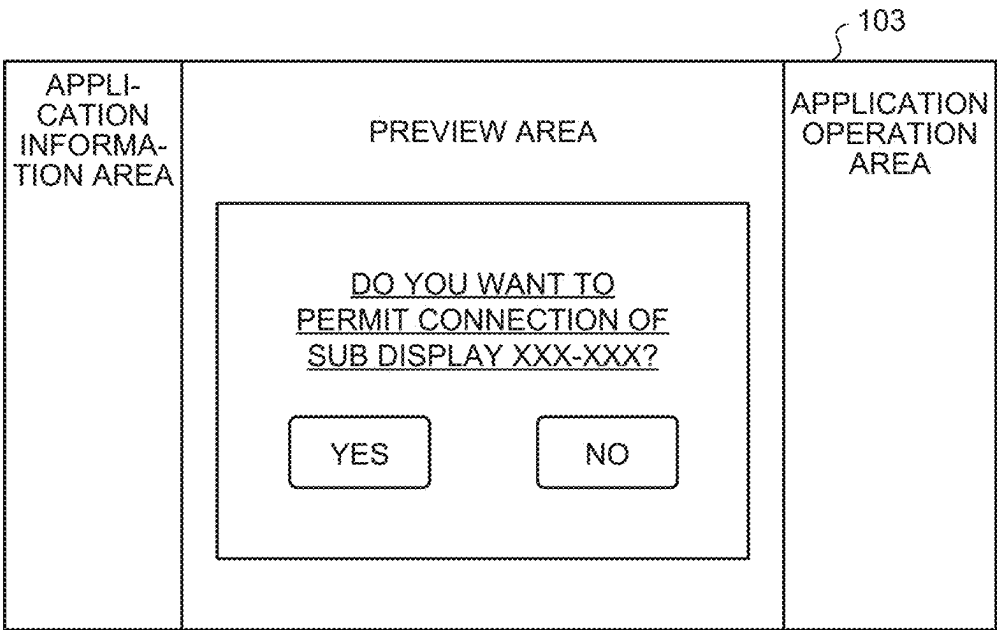 103
APPLI-
CATION
INFORMA-
TION AREA
PREVIEW AREA
APPLICATION
OPERATION
AREA
DO YOU WANT TO
PERMIT CONNECTION OF
SUB DISPLAY XXX-XXX?
YES
NO